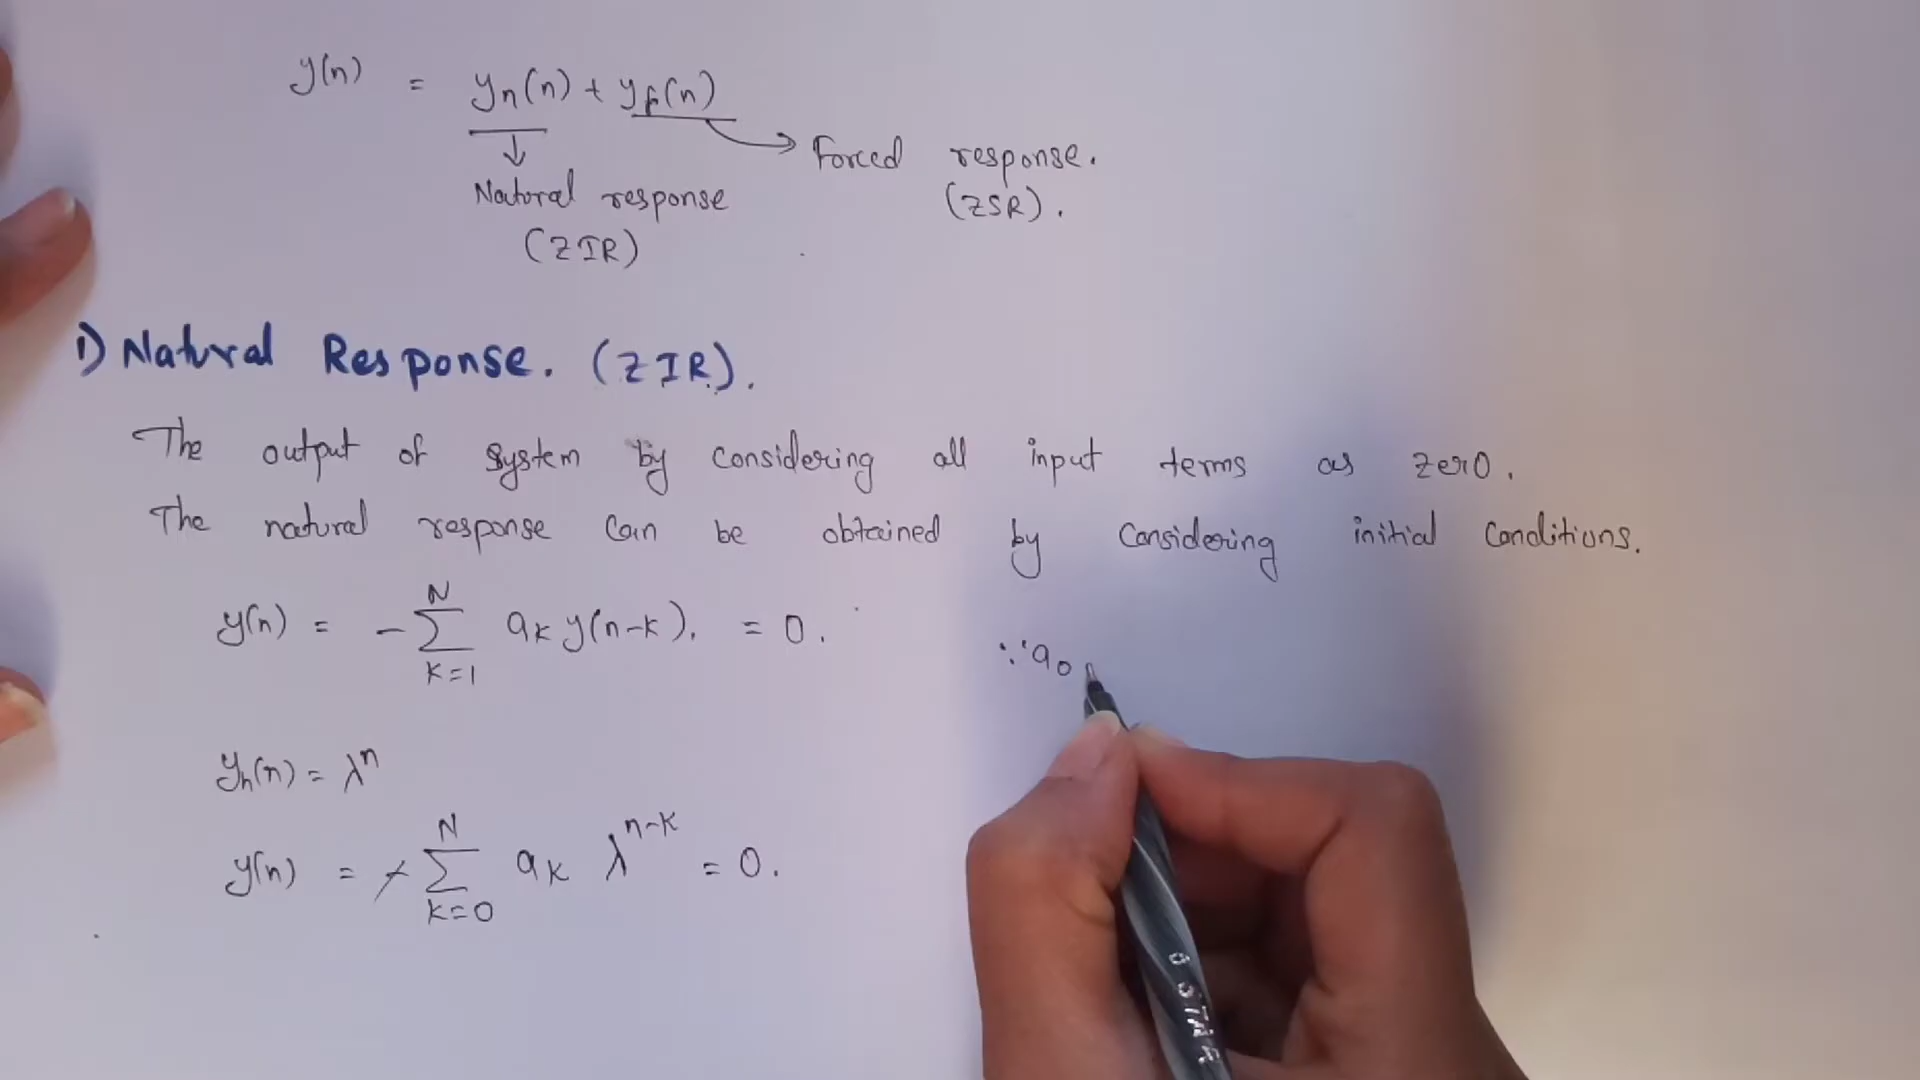 y(n) = yn(n) + yf(n)
Forced response.
(ZSR).
Natural response
(ZIR)
1) Natural Response. (ZIR).
The output of system by considering all input terms as zero.
The natural response can be obtained by considering initial conditions.
y(n) = - N Σ k=1 ak y(n-k). = 0.
∵ a0
yh(n) = λ^n
y(n) = - N Σ k=0 ak λ^n-k = 0.
STAR